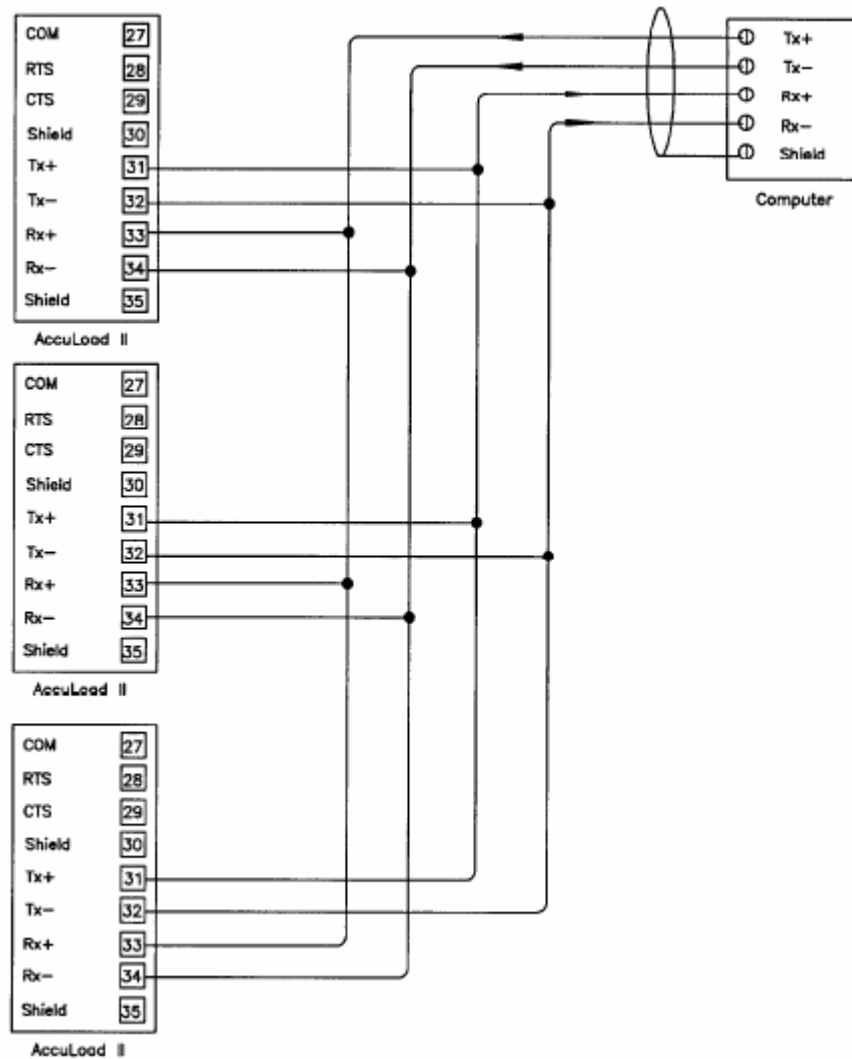 COM 27
RTS 28
CTS 29
Shield 30
Tx+ 31
Tx- 32
Rx+ 33
Rx- 34
Shield 35
AccuLoad II
Tx+
Tx-
Rx+
Rx-
Shield
Computer
COM 27
RTS 28
CTS 29
Shield 30
Tx+ 31
Tx- 32
Rx+ 33
Rx- 34
Shield 35
AccuLoad II
COM 27
RTS 28
CTS 29
Shield 30
Tx+ 31
Tx- 32
Rx+ 33
Rx- 34
Shield 35
AccuLoad II